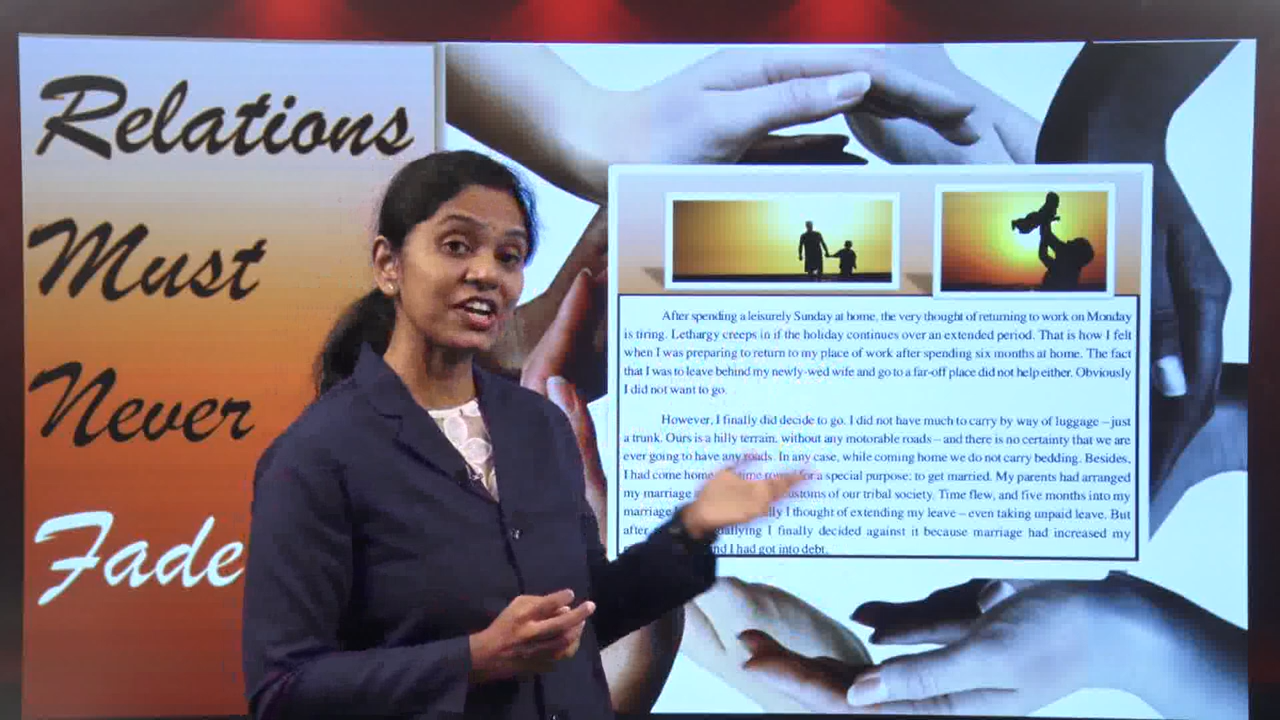 Relations
Must
Never
Fade
After spending a leisurely Sunday at home, the very thought of returning to work on Monday
is tiring. Lethargy creeps in if the holiday continues over an extended period. That is how I felt
when I was preparing to return to my place of work after spending six months at home. The fact
that I was to leave behind my newly-wed wife and go to a far-off place did not help either. Obviously
I did not want to go.
However, I finally did decide to go. I did not have much to carry by way of luggage – just
a trunk. Ours is a hilly terrain, without any motorable roads – and there is no certainty that we are
ever going to have any roads. In any case, while coming home we do not carry bedding. Besides,
I had come home time for a special purpose; to get married. My parents had arranged
my marriage customs of our tribal society. Time flew, and five months into my
marriage I thought of extending my leave – even taking unpaid leave. But
after I finally decided against it because marriage had increased my
I had got into debt.